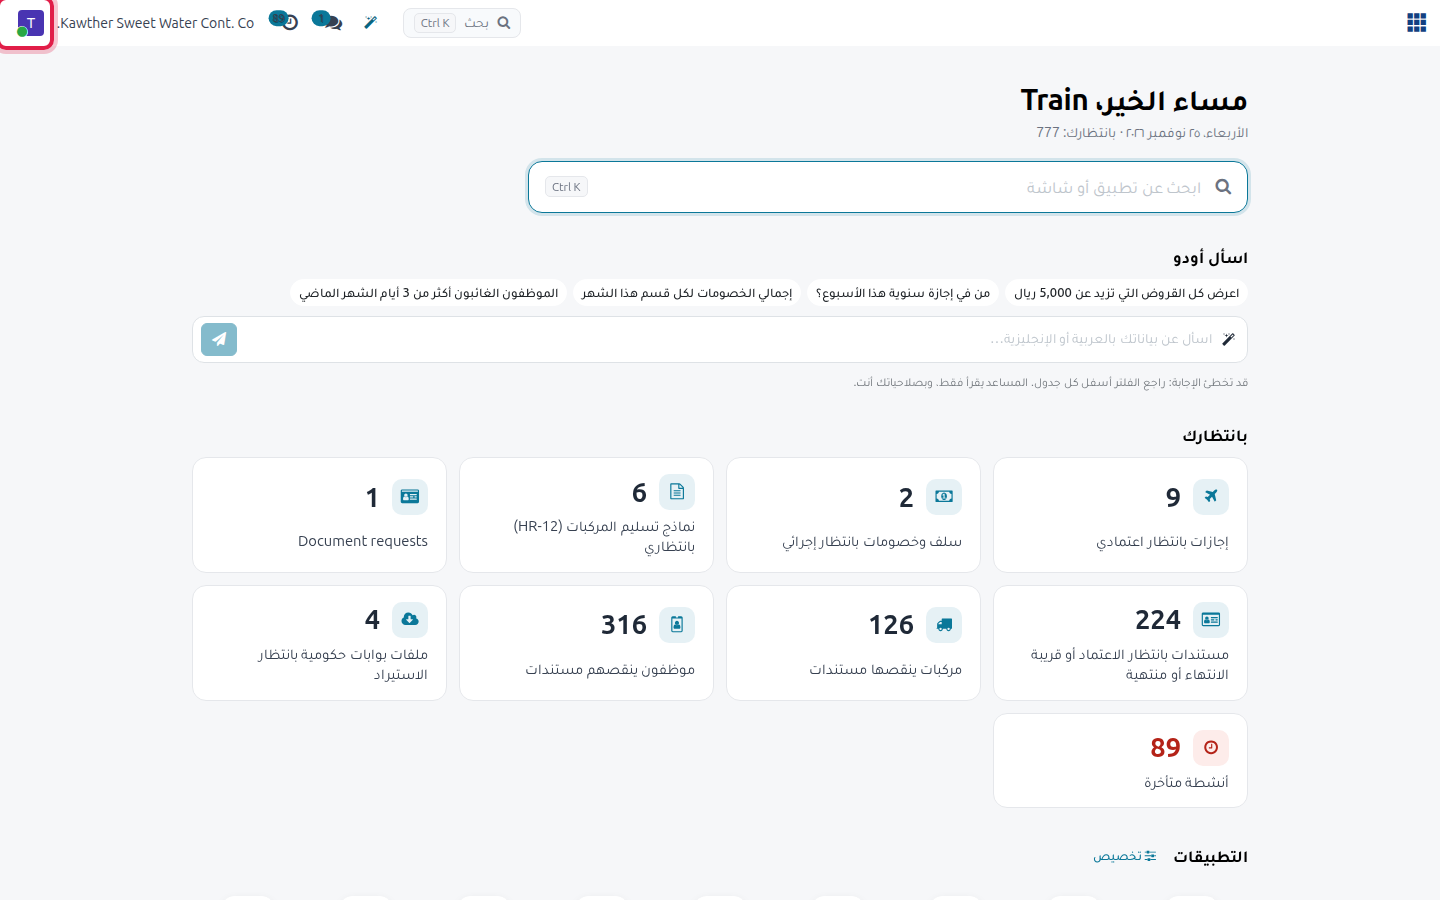 T
Kawther Sweet Water Cont. Co.
89
1
Ctrl K
بحث
مساء الخير، Train
الأربعاء، ٢٥ نوفمبر ٢٠٢٦ · بانتظارك: 777
ابحث عن تطبيق أو شاشة
Ctrl K
اسأل أودو
اعرض كل القروض التي تزيد عن 5,000 ريال
من في إجازة سنوية هذا الأسبوع؟
إجمالي الخصومات لكل قسم هذا الشهر
الموظفون الغائبون أكثر من 3 أيام الشهر الماضي
اسأل عن بياناتك بالعربية أو الإنجليزية...
قد تخطئ الإجابة: راجع الفلتر أسفل كل جدول. المساعد يقرأ فقط، وبصلاحياتك أنت.
بانتظارك
9
إجازات بانتظار اعتمادي
2
سلف وخصومات بانتظار إجرائي
6
نماذج تسليم المركبات (HR-12)
بانتظاري
1
Document requests
224
مستندات بانتظار الاعتماد أو قريبة
الانتهاء أو منتهية
126
مركبات ينقصها مستندات
316
موظفون ينقصهم مستندات
4
ملفات بوابات حكومية بانتظار
الاستيراد
89
أنشطة متأخرة
التطبيقات
تخصيص